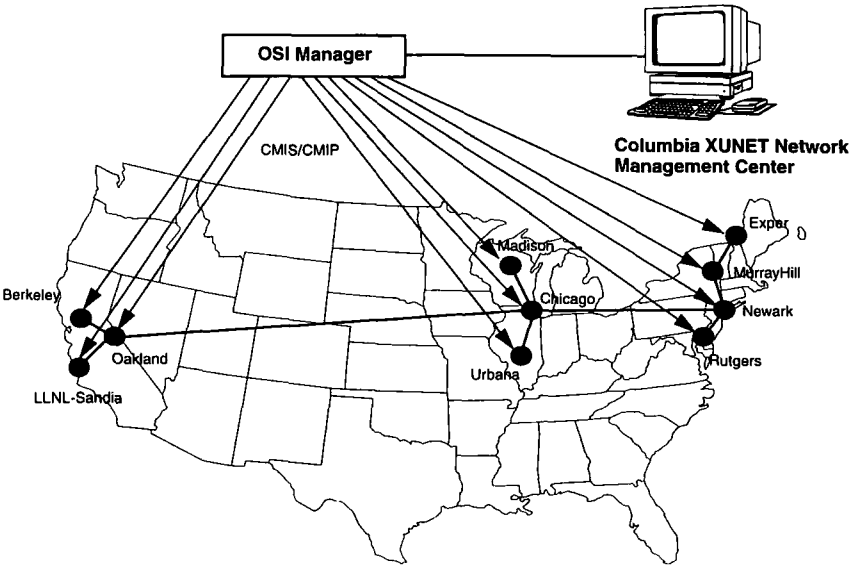 OSI Manager
CMIS/CMIP
Columbia XUNET Network
Management Center
Exper
Madison
MurrayHill
Berkeley
Chicago
Newark
Oakland
Rutgers
Urbana
LLNL-Sandia